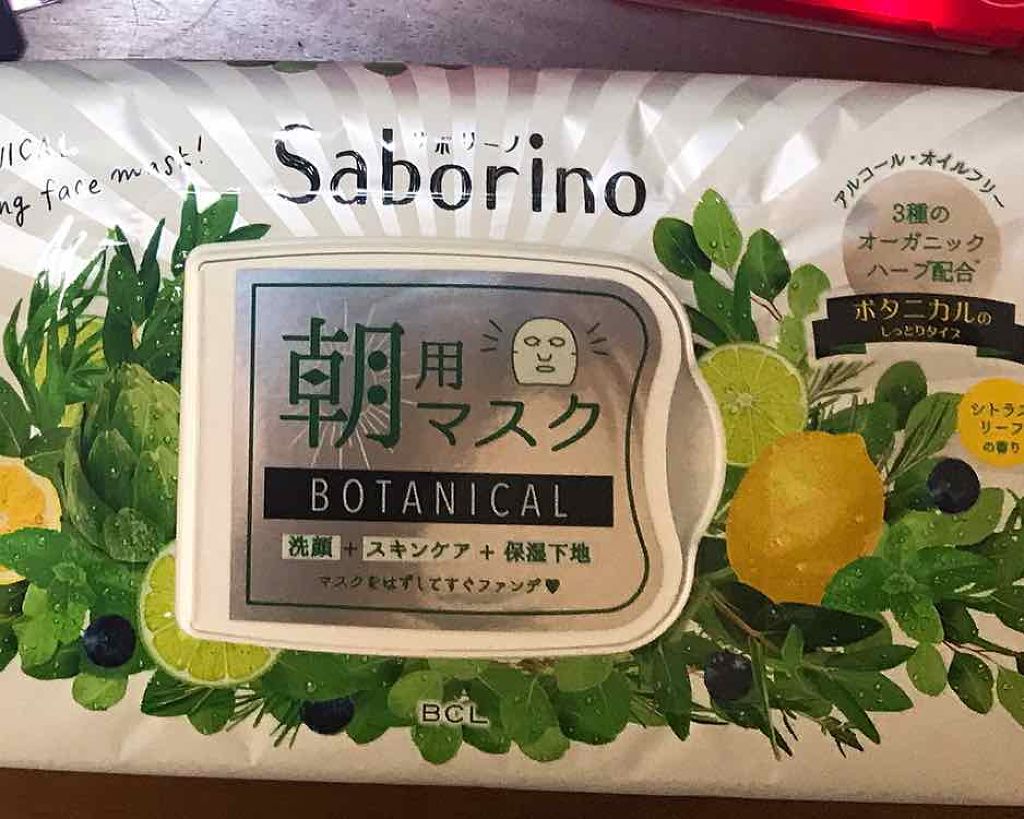 サボリーノ
Saborino
face mask!
アルコール・オイルフリー
3種の
オーガニック
ハーブ配合
ボタニカルの
しっとりタイプ
シトラス
リーフ
の香り
朝用
マスク
BOTANICAL
洗顔+スキンケア+保湿下地
マスクをはずしてすぐファンデ♥
BCL